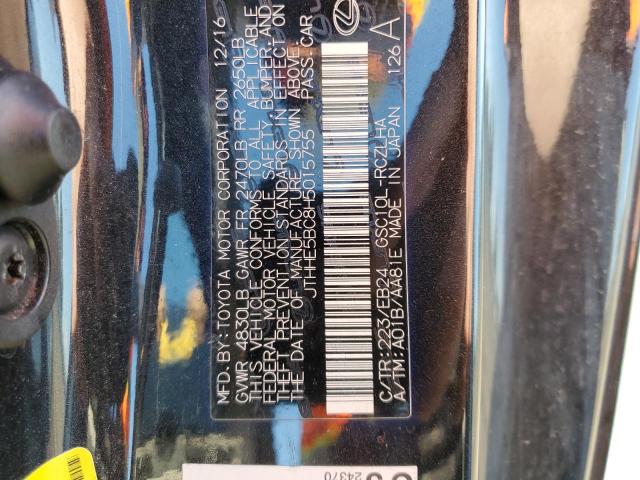 MFD.BY:TOYOTA MOTOR CORPORATION 12/16
GVWR 4830LB GAWR FR 2470LB RR 2650LB
THIS VEHICLE CONFORMS TO ALL APPLICABLE
FEDERAL MOTOR VEHICLE SAFETY, BUMPER, AND
THEFT PREVENTION STANDARDS IN EFFECT ON
THE DATE OF MANUFACTURE SHOWN ABOVE.
JTHHE5BC8H5015755 PASS.CAR
C/TR:223/EB24 GSC10L-RCZLHA
A/TM:A01B/AA81E MADE IN JAPAN 126
A
24370